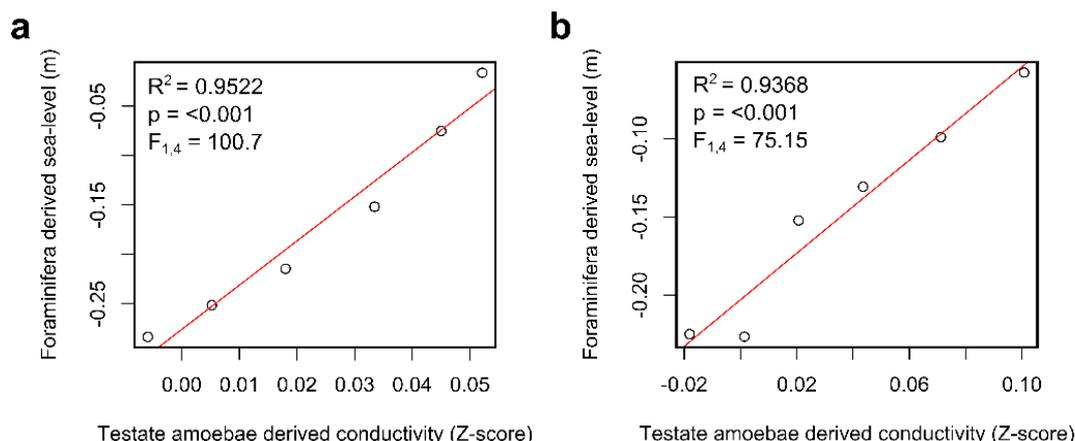 a
R² = 0.9522
p = <0.001
F₁,₄ = 100.7
Foraminifera derived sea-level (m)
-0.05
-0.15
-0.25
0.00 0.01 0.02 0.03 0.04 0.05
Testate amoebae derived conductivity (Z-score)
b
R² = 0.9368
p = <0.001
F₁,₄ = 75.15
Foraminifera derived sea-level (m)
-0.10
-0.15
-0.20
-0.02 0.02 0.06 0.10
Testate amoebae derived conductivity (Z-score)